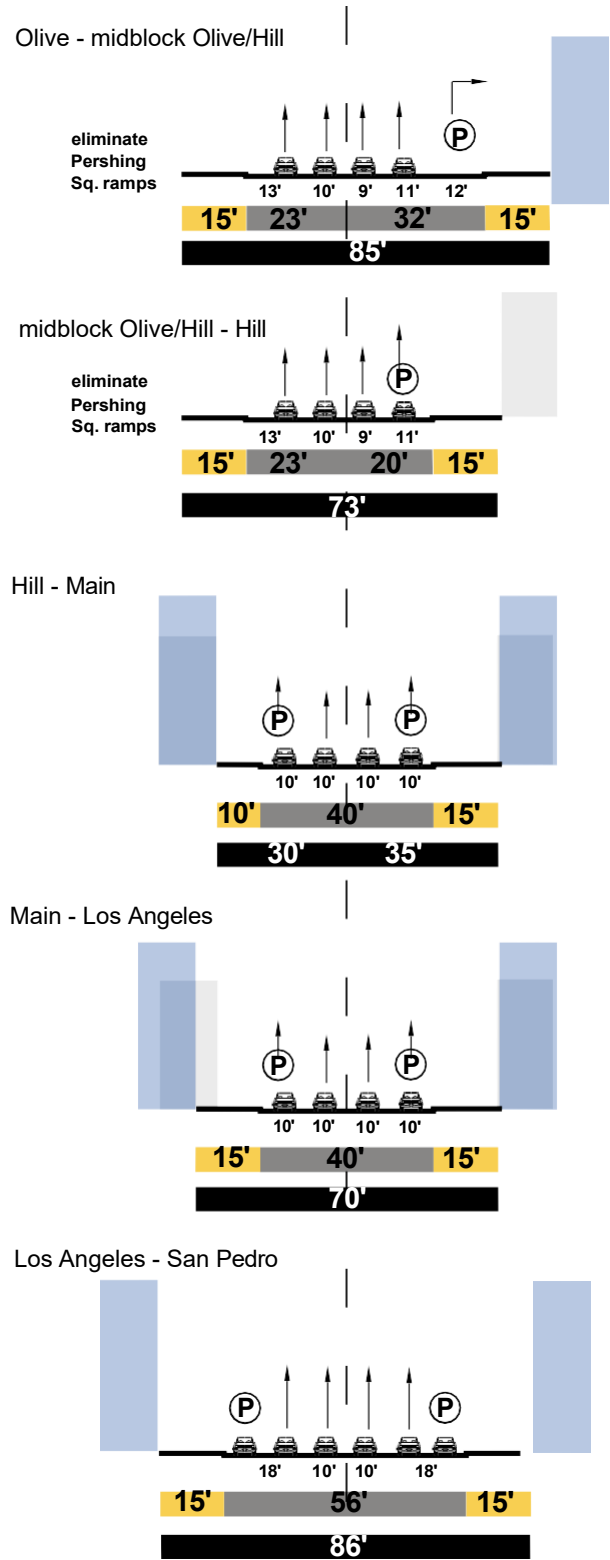 Olive - midblock Olive/Hill
eliminate
Pershing
Sq. ramps
P
13' 10' 9' 11' 12'
15' 23' 32' 15'
85'
midblock Olive/Hill - Hill
eliminate
Pershing
Sq. ramps
P
13' 10' 9' 11'
15' 23' 20' 15'
73'
Hill - Main
P P
10' 10' 10' 10'
10' 40' 15'
30' 35'
Main - Los Angeles
P P
10' 10' 10' 10'
15' 40' 15'
70'
Los Angeles - San Pedro
P P
18' 10' 10' 18'
15' 56' 15'
86'